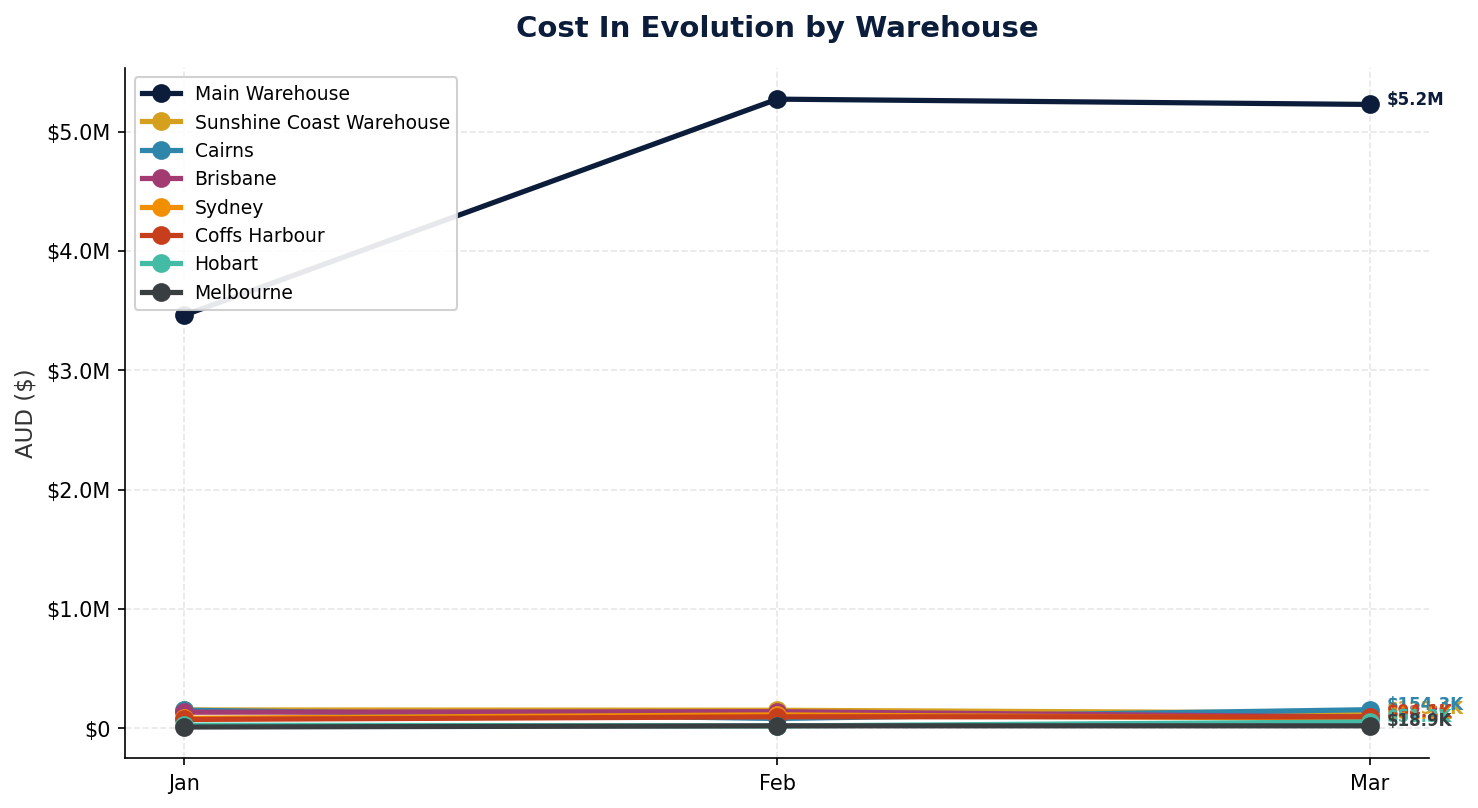 Cost In Evolution by Warehouse
Main Warehouse
Sunshine Coast Warehouse
Cairns
Brisbane
Sydney
Coffs Harbour
Hobart
Melbourne
AUD ($)
$5.0M
$4.0M
$3.0M
$2.0M
$1.0M
$0
$5.2M
$154.3K
$18.9K
Jan
Feb
Mar